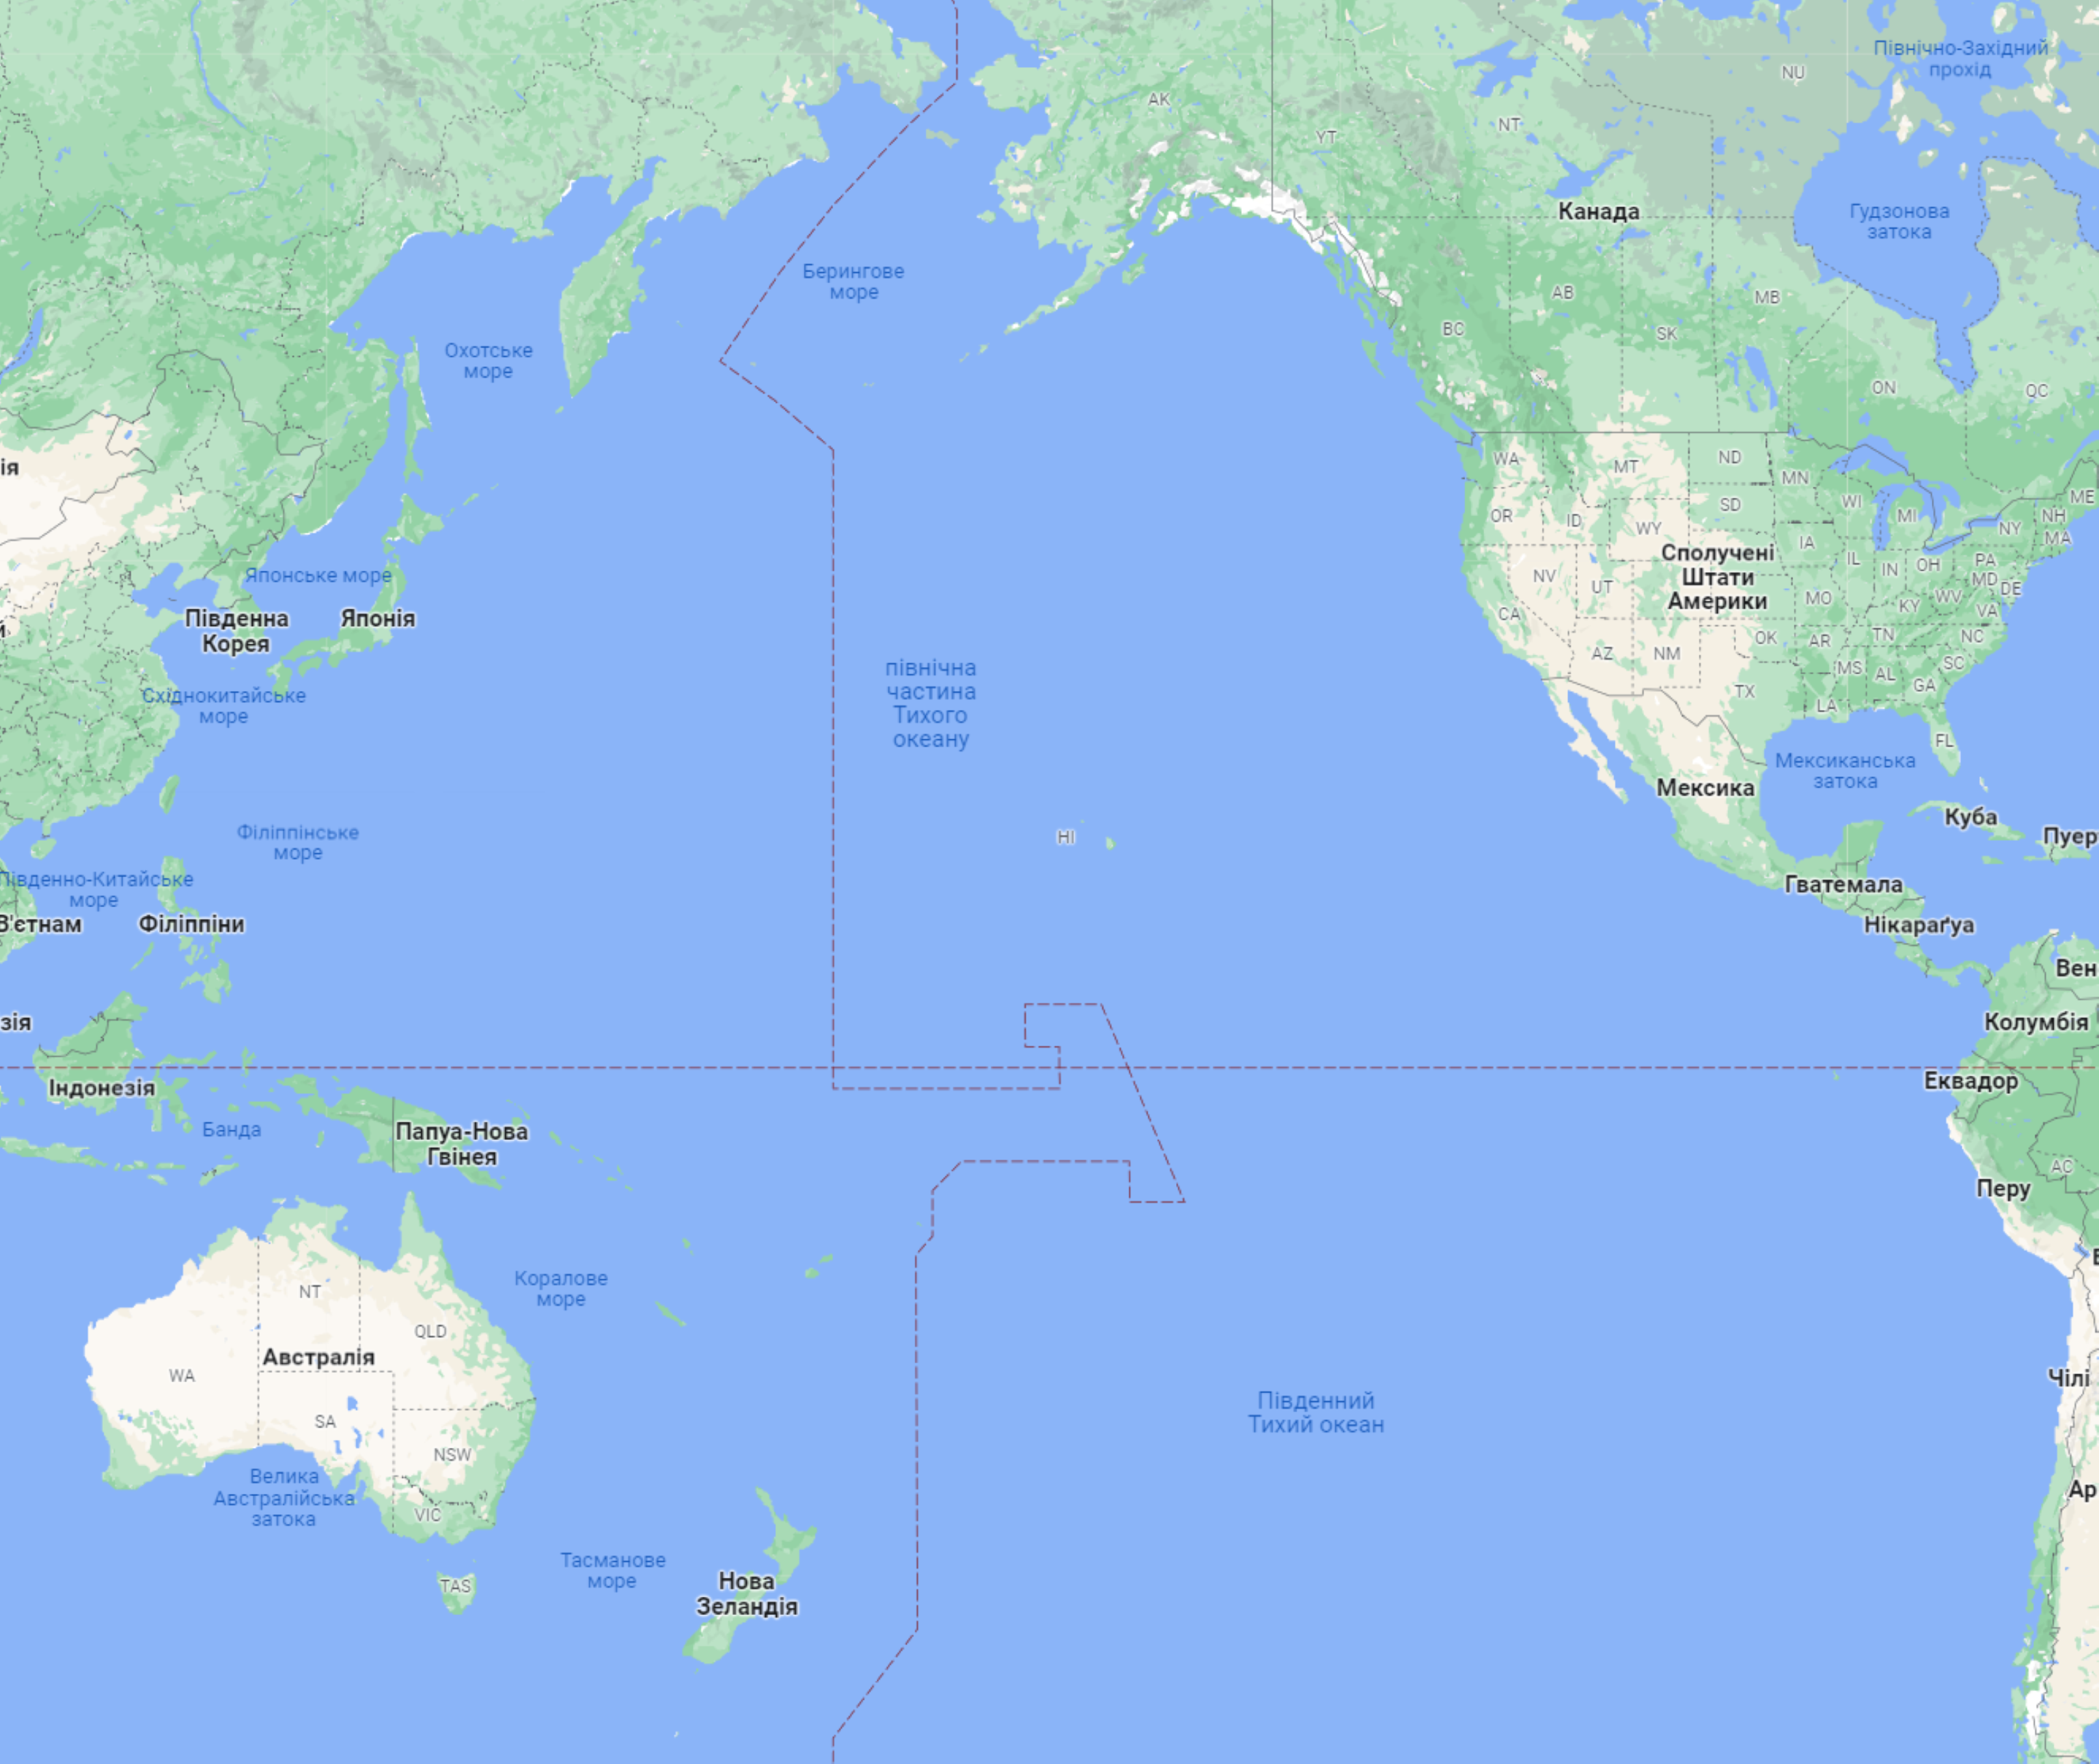 Північно-Західний
прохід
NU
AK
NT
YT
Канада
Гудзонова
затока
Берингове
море
AB
MB
BC
SK
Охотське
море
ON
QC
ія
WA
MT
ND
MN
ME
OR
ID
WY
SD
WI
MI
NY
NH
MA
Сполучені
Штати
Америки
IA
IL
IN
OH
PA
MD
DE
NV
UT
MO
KY
WV
VA
CA
Японське море
Південна
Корея
Японія
AZ
NM
OK
AR
TN
NC
MS
AL
SC
GA
TX
LA
FL
північна
частина
Тихого
океану
Східнокитайське
море
Мексиканська
затока
Мексика
Куба
Пуер
Філіппінське
море
HI
Південно-Китайське
море
В'єтнам
Філіппіни
Гватемала
Нікараґуа
Вен
зія
Колумбія
Індонезія
Еквадор
Банда
Папуа-Нова
Гвінея
AC
Перу
Коралове
море
NT
QLD
Австралія
WA
SA
NSW
Чілі
Південний
Тихий океан
Велика
Австралійська
затока
VIC
Ар
Тасманове
море
TAS
Нова
Зеландія